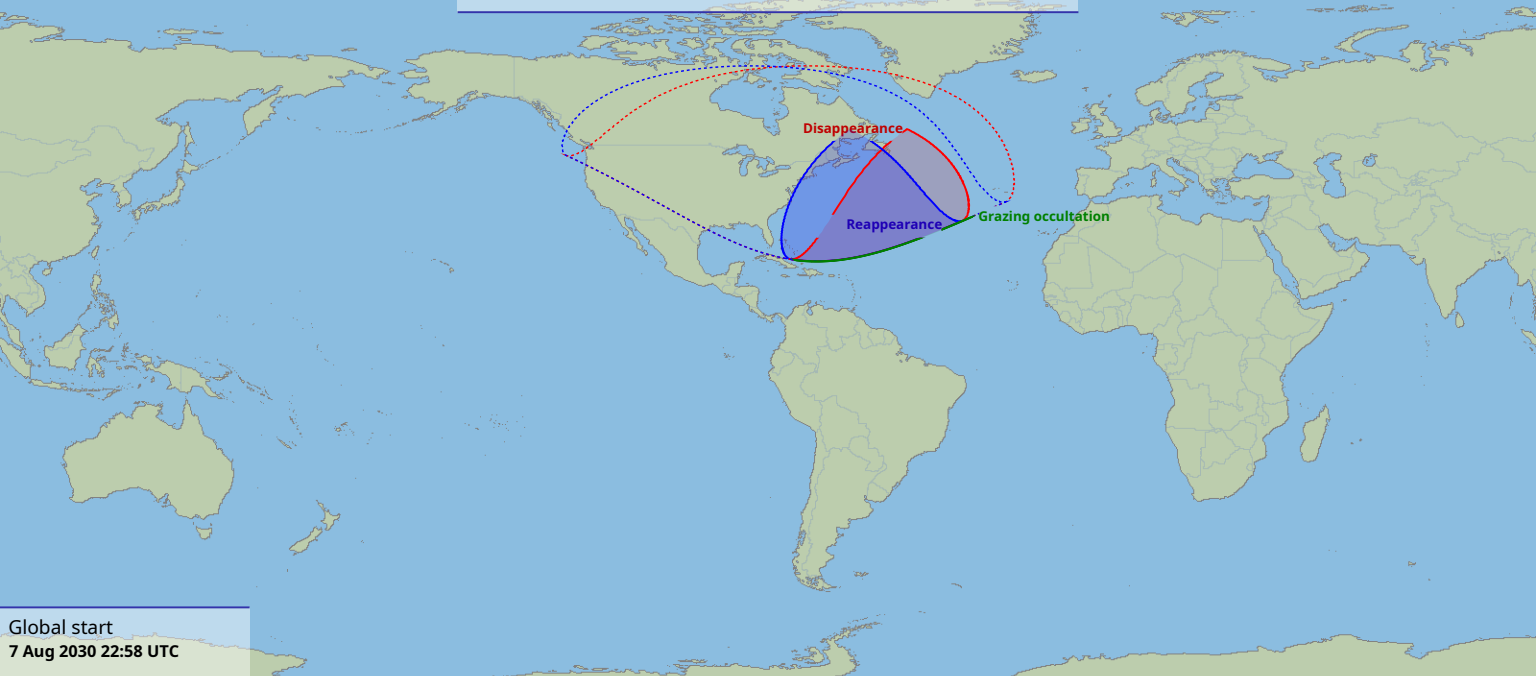 Disappearance
Grazing occultation
Reappearance
Global start
7 Aug 2030 22:58 UTC